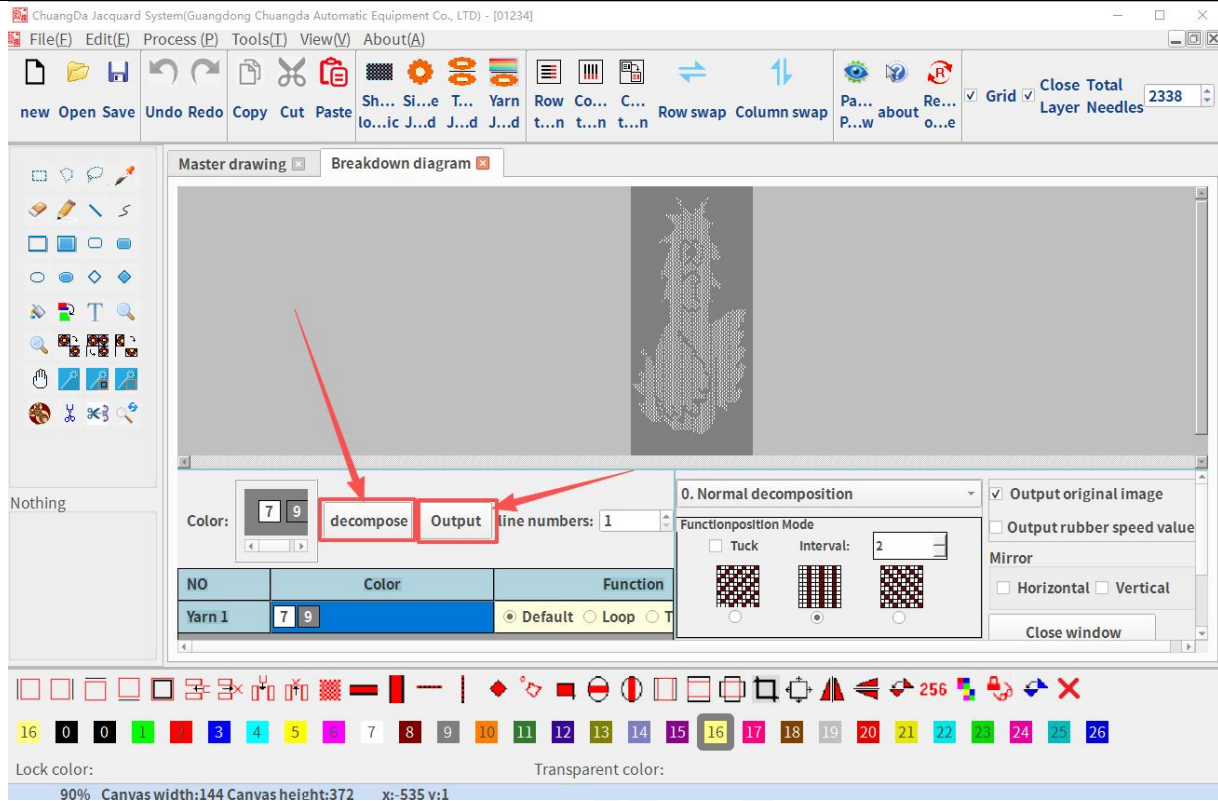 ChuangDa Jacquard System(Guangdong Chuangda Automatic Equipment Co., LTD) - [01234]
File(F) Edit(E) Process (P) Tools(T) View(V) About(A)
new Open Save Undo Redo Copy Cut Paste Sh... Si...e T... Yarn Row Co... C... Row swap Column swap Pa... about Re... Grid Close Total 2338
lo...ic J...d J...d J...d t...n t...n t...n P...w o...e Layer Needles
Master drawing Breakdown diagram
Nothing
Color: 7 9 decompose Output line numbers: 1
0. Normal decomposition
Functionposition Mode
Tuck Interval: 2
Output original image
Output rubber speed value
Mirror
Horizontal Vertical
Close window
NO Color Function
Yarn 1 7 9 Default Loop T
256
16 0 0 1 2 3 4 5 6 7 8 9 10 11 12 13 14 15 16 17 18 19 20 21 22 23 24 25 26
Lock color: Transparent color:
90% Canvas width:144 Canvas height:372 x:-535 y:1